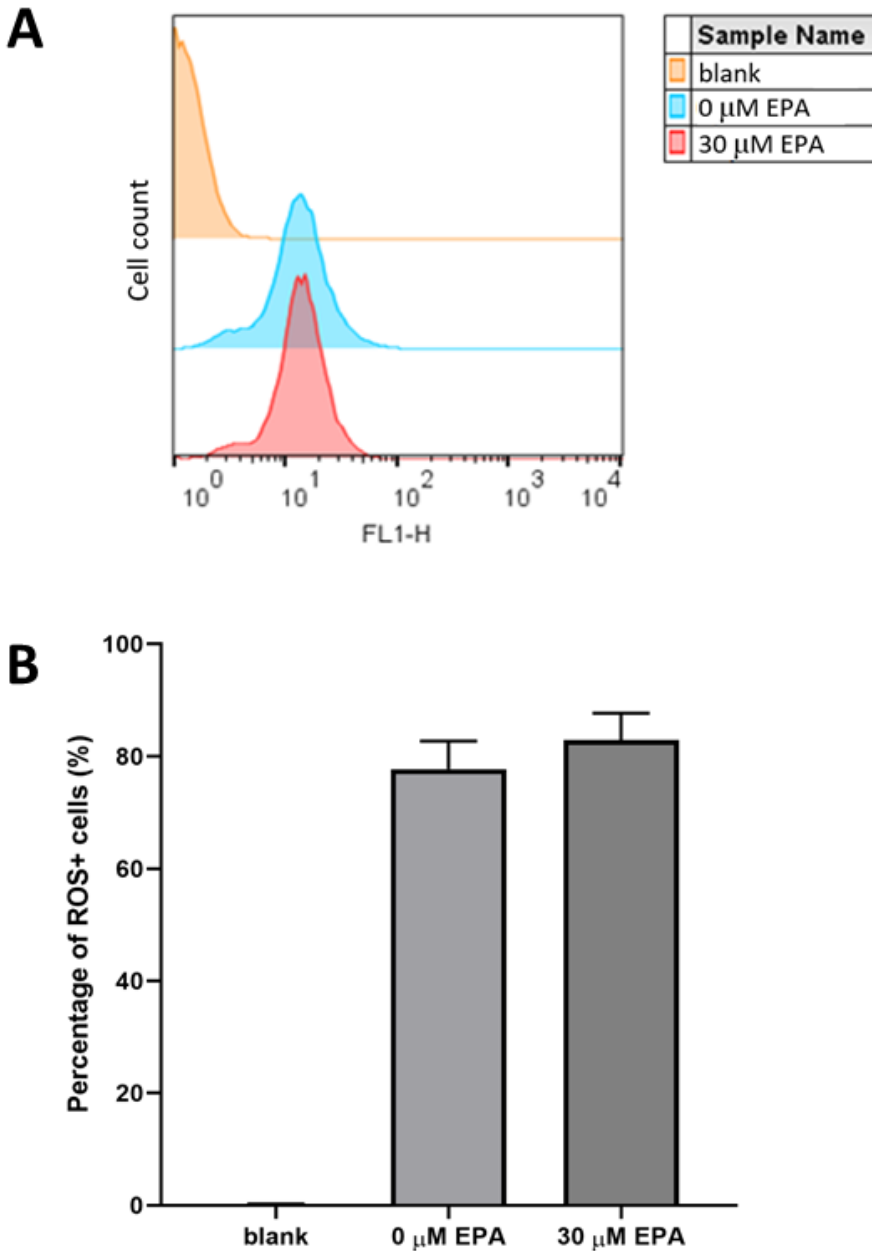 A
Sample Name
blank
0 μM EPA
30 μM EPA
Cell count
10^0 10^1 10^2 10^3 10^4
FL1-H
B
Percentage of ROS+ cells (%)
100
80
60
40
20
0
blank 0 μM EPA 30 μM EPA